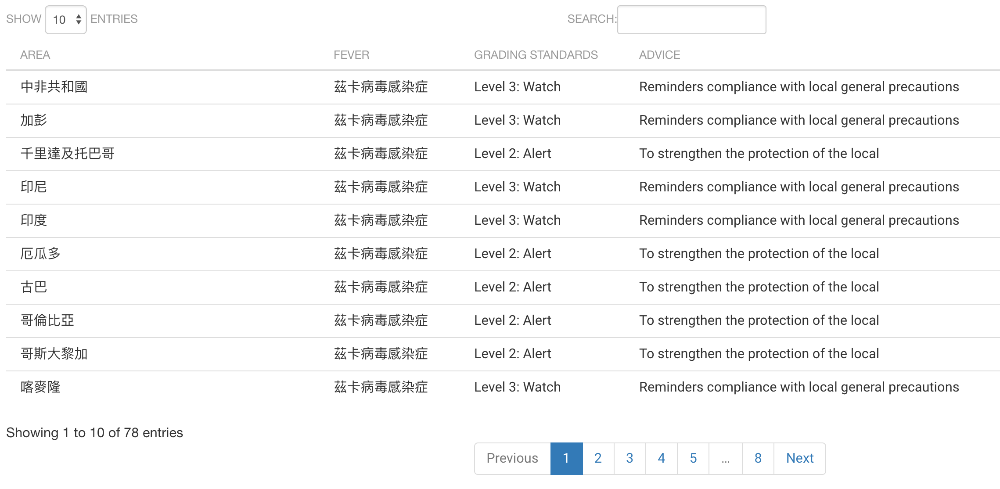 SHOW 10 ENTRIES SEARCH:
AREA FEVER GRADING STANDARDS ADVICE
中非共和國 茲卡病毒感染症 Level 3: Watch Reminders compliance with local general precautions
加彭 茲卡病毒感染症 Level 3: Watch Reminders compliance with local general precautions
千里達及托巴哥 茲卡病毒感染症 Level 2: Alert To strengthen the protection of the local
印尼 茲卡病毒感染症 Level 3: Watch Reminders compliance with local general precautions
印度 茲卡病毒感染症 Level 3: Watch Reminders compliance with local general precautions
厄瓜多 茲卡病毒感染症 Level 2: Alert To strengthen the protection of the local
古巴 茲卡病毒感染症 Level 2: Alert To strengthen the protection of the local
哥倫比亞 茲卡病毒感染症 Level 2: Alert To strengthen the protection of the local
哥斯大黎加 茲卡病毒感染症 Level 2: Alert To strengthen the protection of the local
喀麥隆 茲卡病毒感染症 Level 3: Watch Reminders compliance with local general precautions
Showing 1 to 10 of 78 entries
Previous 1 2 3 4 5 … 8 Next